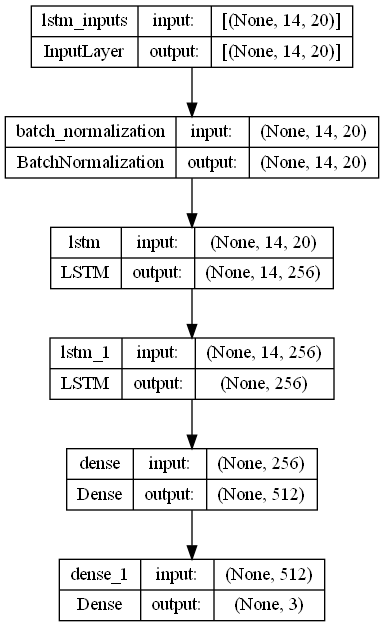 lstm_inputs input: [(None, 14, 20)]
InputLayer output: [(None, 14, 20)]
batch_normalization input: (None, 14, 20)
BatchNormalization output: (None, 14, 20)
lstm input: (None, 14, 20)
LSTM output: (None, 14, 256)
lstm_1 input: (None, 14, 256)
LSTM output: (None, 256)
dense input: (None, 256)
Dense output: (None, 512)
dense_1 input: (None, 512)
Dense output: (None, 3)